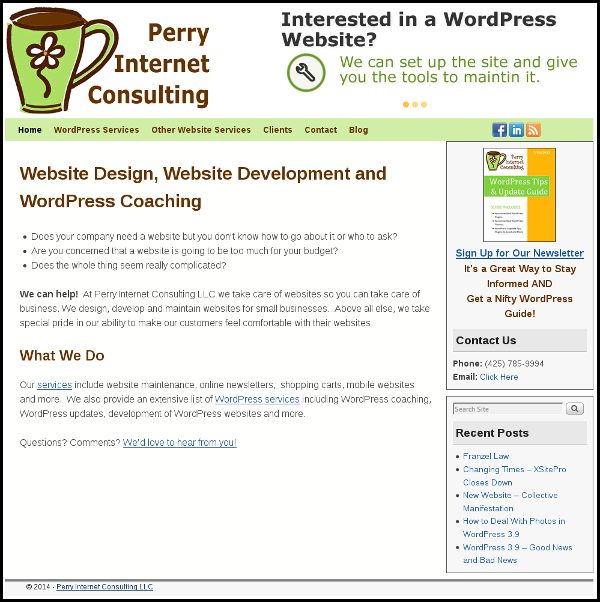 Perry
Internet
Consulting
Interested in a WordPress
Website?
We can set up the site and give
you the tools to maintin it.
Home WordPress Services Other Website Services Clients Contact Blog
Website Design, Website Development and
WordPress Coaching
Does your company need a website but you don't know how to go about it or who to ask?
Are you concerned that a website is going to be too much for your budget?
Does the whole thing seem really complicated?
We can help! At Perry Internet Consulting LLC we take care of websites so you can take care of
business. We design, develop and maintain websites for small businesses. Above all else, we take
special pride in our ability to make our customers feel comfortable with their websites.
What We Do
Our services include website maintenance, online newsletters, shopping carts, mobile websites
and more. We also provide an extensive list of WordPress services including WordPress coaching,
WordPress updates, development of WordPress websites and more.
Questions? Comments? We'd love to hear from you!
Perry
Internet
Consulting
WordPress Tips
& Update Guide
Sign Up for Our Newsletter
It's a Great Way to Stay
Informed AND
Get a Nifty WordPress
Guide!
Contact Us
Phone: (425) 785-9994
Email: Click Here
Search Site
Recent Posts
Franzel Law
Changing Times – XSitePro
Closes Down
New Website – Collective
Manifestation
How to Deal With Photos in
WordPress 3.9
WordPress 3.9 – Good News
and Bad News
© 2014 - Perry Internet Consulting LLC